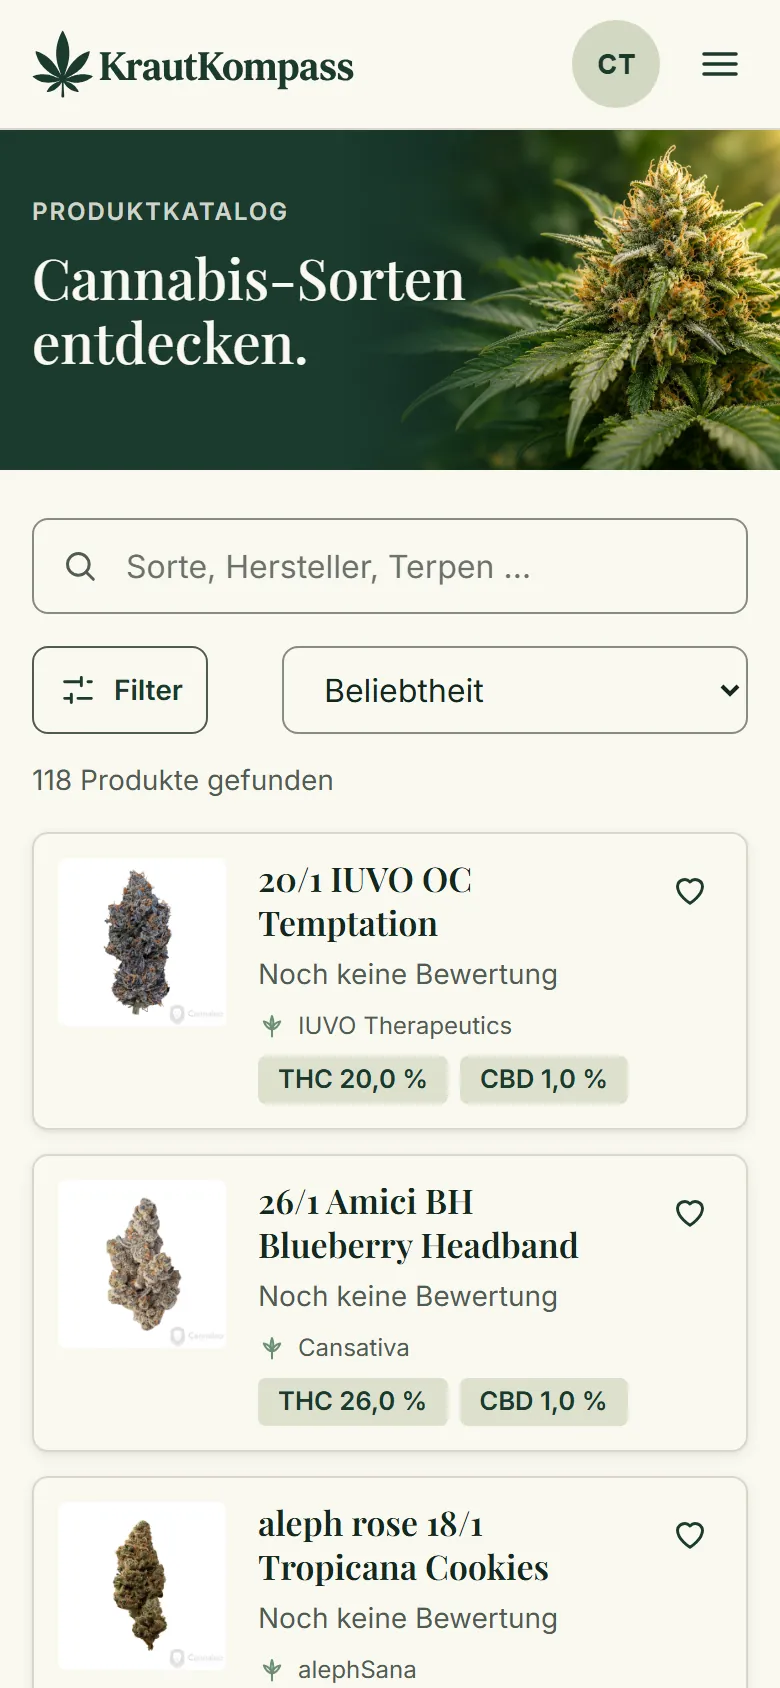 KrautKompass
CT
PRODUKTKATALOG
Cannabis-Sorten
entdecken.
Sorte, Hersteller, Terpen ...
Filter
Beliebtheit
118 Produkte gefunden
20/1 IUVO OC
Temptation
Noch keine Bewertung
IUVO Therapeutics
THC 20,0 %
CBD 1,0 %
26/1 Amici BH
Blueberry Headband
Noch keine Bewertung
Cansativa
THC 26,0 %
CBD 1,0 %
aleph rose 18/1
Tropicana Cookies
Noch keine Bewertung
alephSana